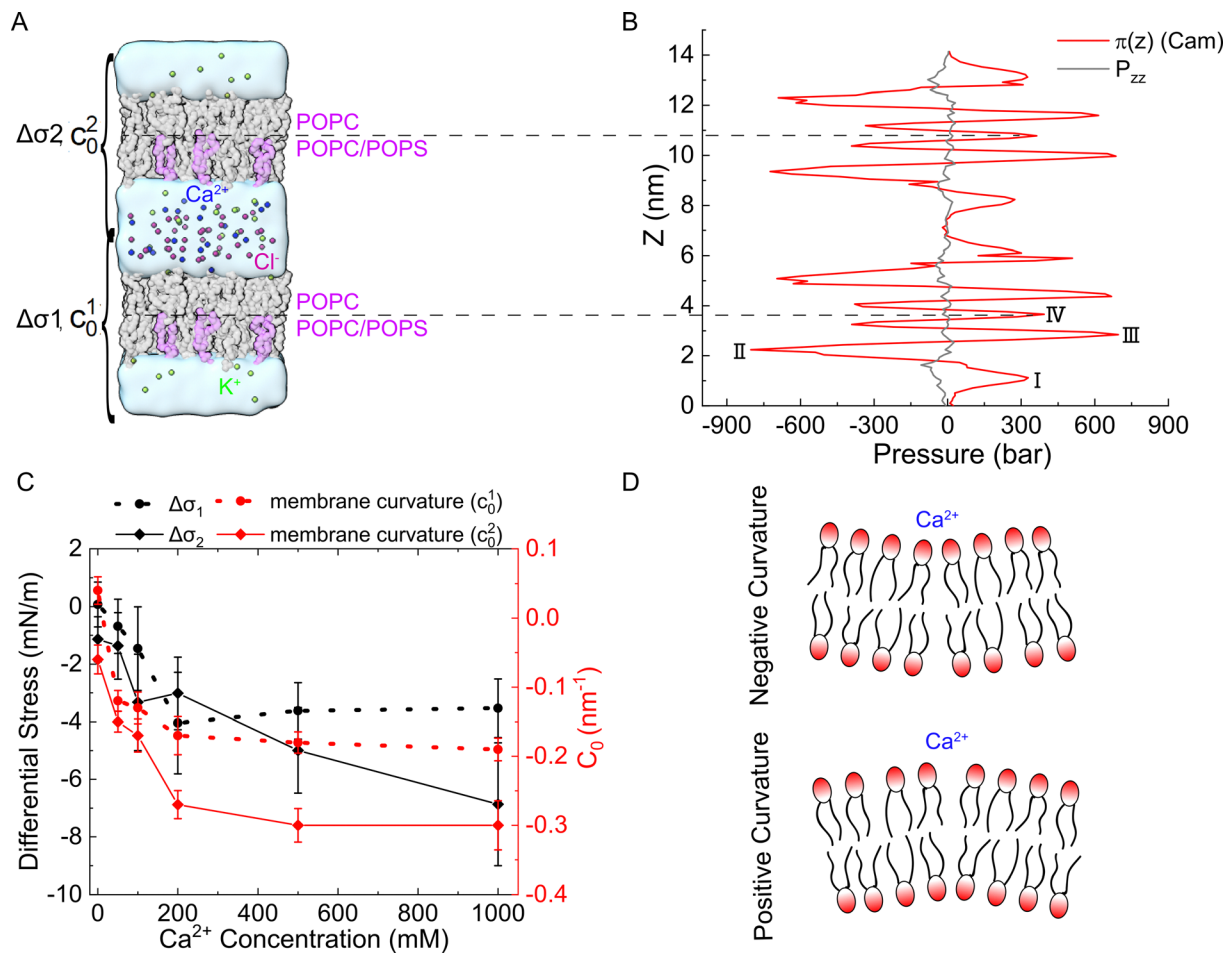 A
Δσ2, c₀²
POPC
POPC/POPS
Ca²⁺
Cl⁻
Δσ1, c₀¹
POPC
POPC/POPS
K⁺
B
π(z) (Cam)
P_zz
14
12
10
8
6
4
2
0
Z (nm)
IV
III
II
I
-900 -600 -300 0 300 600 900
Pressure (bar)
C
Δσ₁ membrane curvature (c₀¹)
Δσ₂ membrane curvature (c₀²)
2
0
-2
-4
-6
-8
-10
Differential Stress (mN/m)
0.1
0.0
-0.1
-0.2
-0.3
-0.4
C₀ (nm⁻¹)
0 200 400 600 800 1000
Ca²⁺ Concentration (mM)
D
Negative Curvature
Ca²⁺
Positive Curvature
Ca²⁺